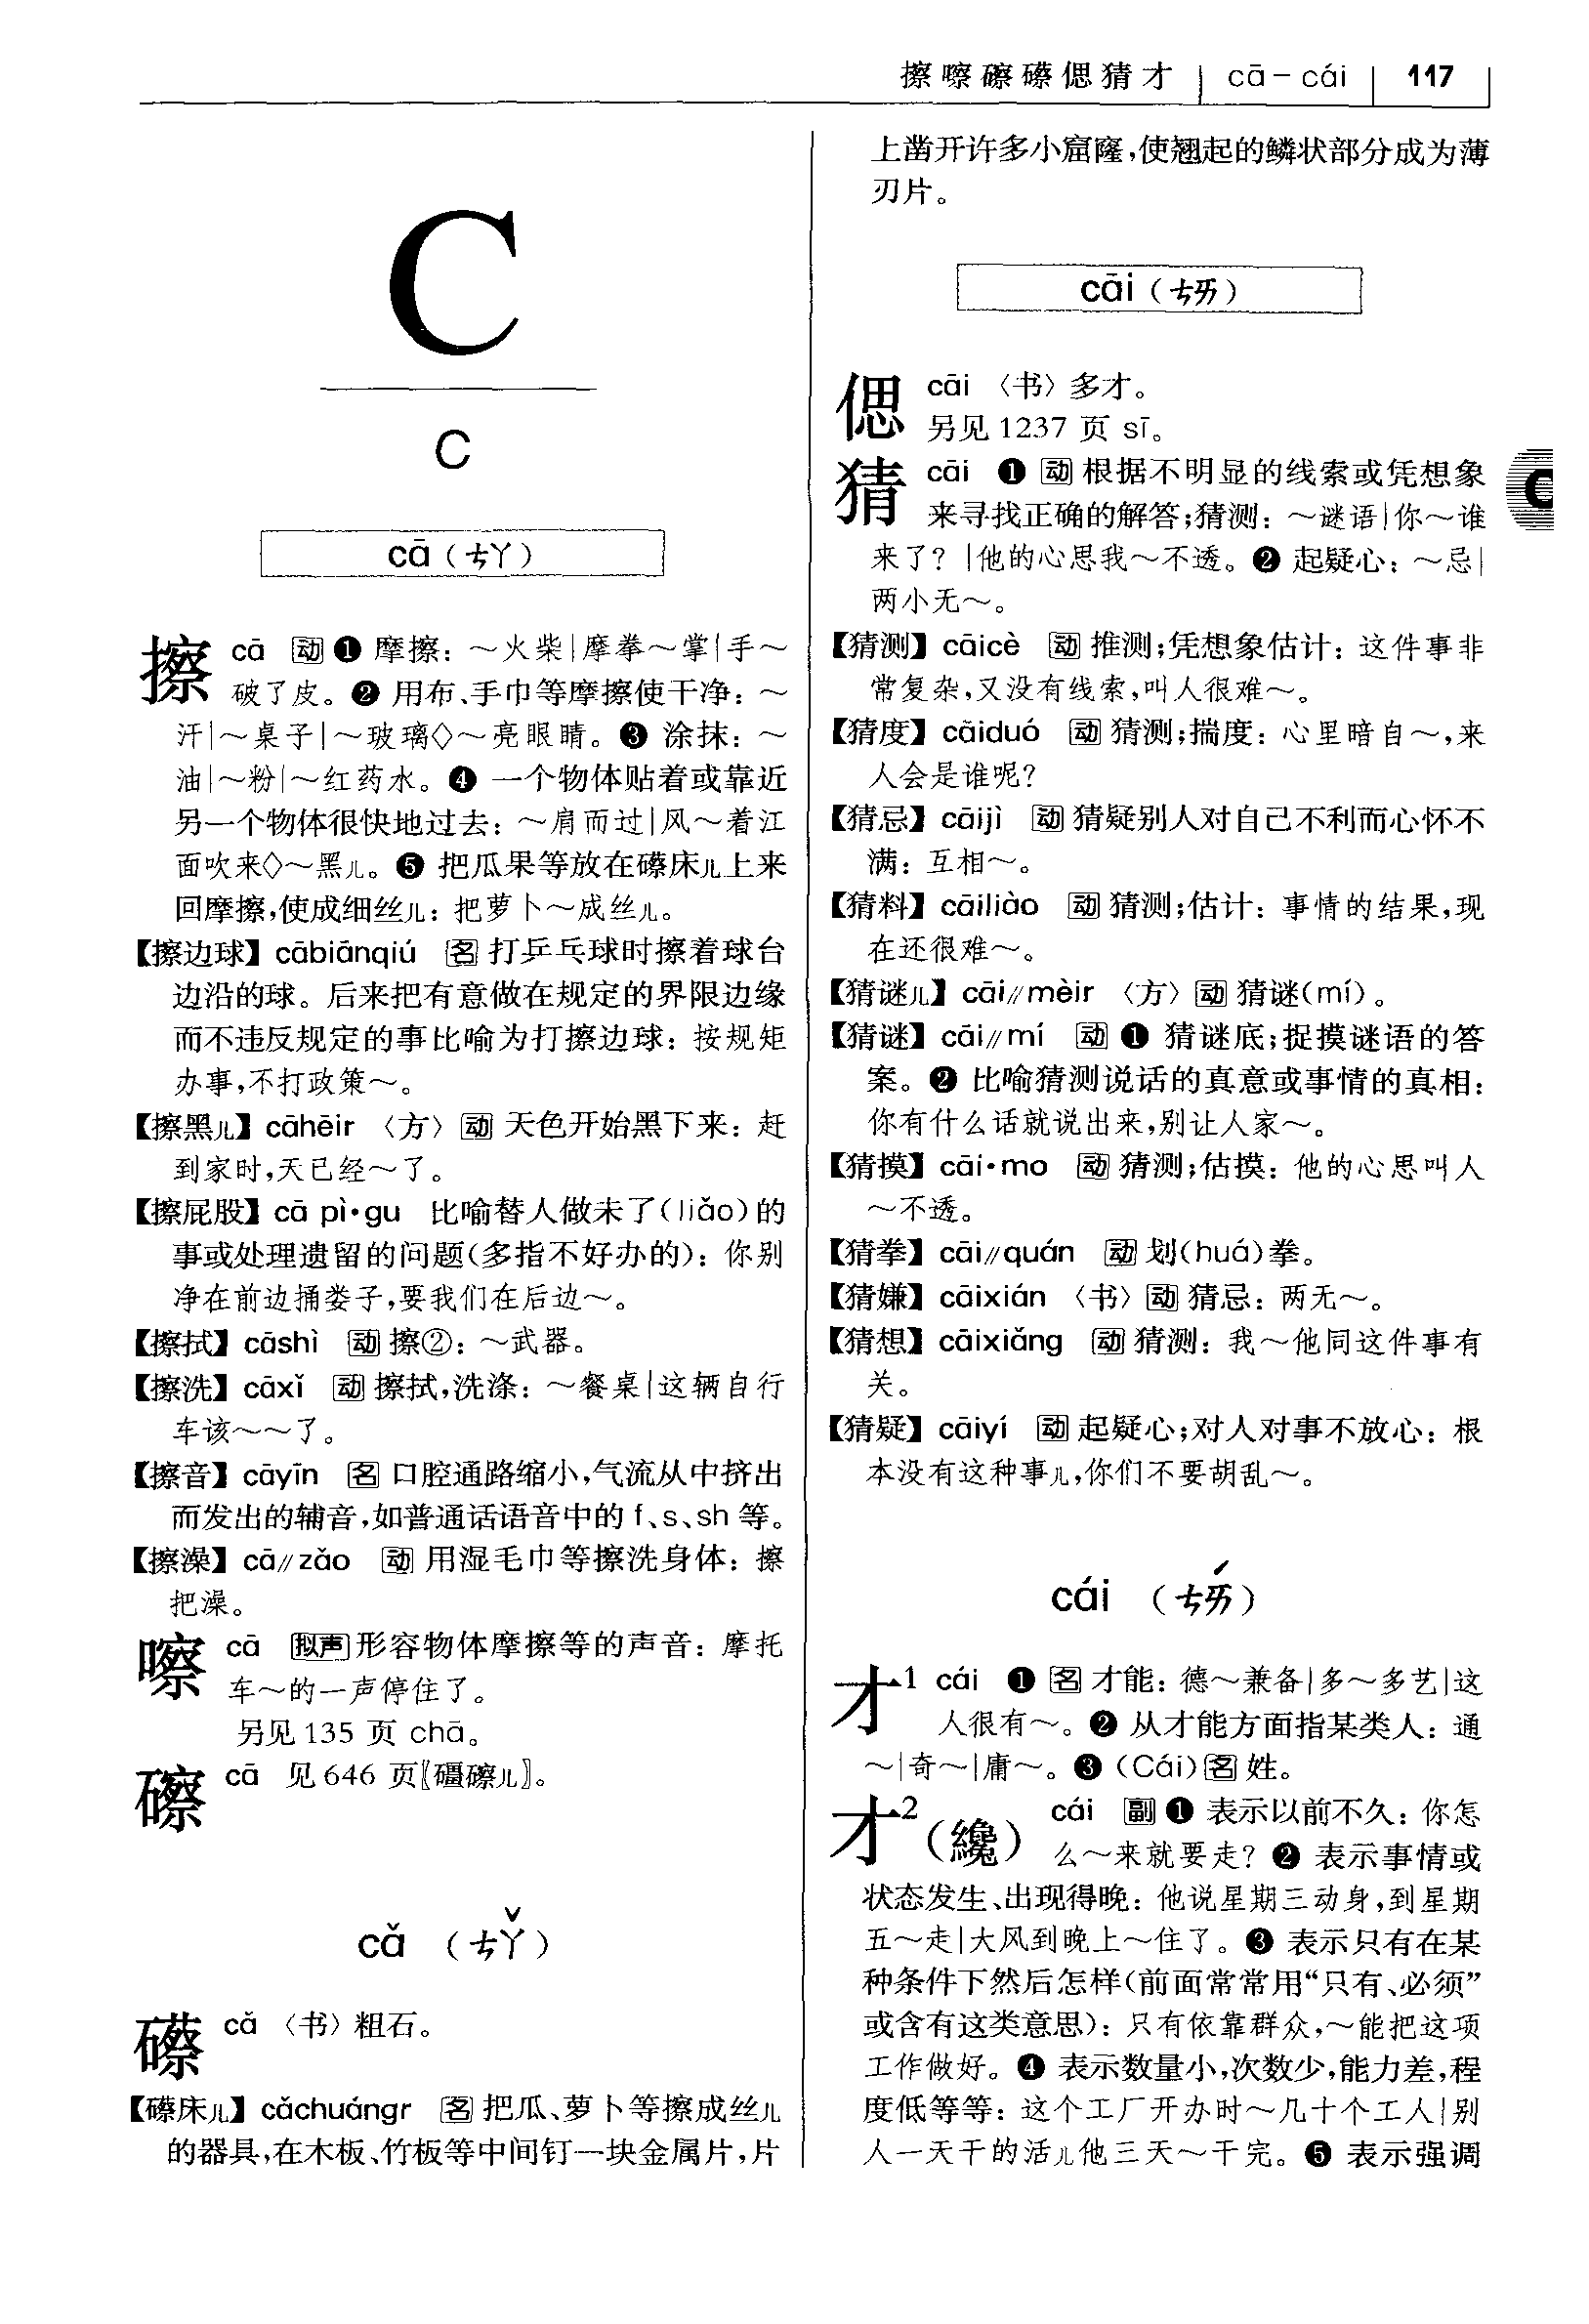 擦嚓礤礤偲猜才 cā－cái 117
C
c
cā（ㄘㄚ）
擦 cā 动❶ 摩擦：～火柴|摩拳～掌|手～
破了皮。❷ 用布、手巾等摩擦使干净：～
汗|～桌子|～玻璃◇～亮眼睛。❸ 涂抹：～
油|～粉|～红药水。❹ 一个物体贴着或靠近
另一个物体很快地过去：～肩而过|风～着江
面吹来◇～黑儿。❺ 把瓜果等放在礤床儿上来
回摩擦，使成细丝儿：把萝卜～成丝儿。
【擦边球】cābiānqiú 名 打乒乓球时擦着球台
边沿的球。后来把有意做在规定的界限边缘
而不违反规定的事比喻为打擦边球：按规矩
办事，不打政策～。
【擦黑儿】cāhēir〈方〉动 天色开始黑下来：赶
到家时，天已经～了。
【擦屁股】cā pì·gu 比喻替人做未了(liǎo)的
事或处理遗留的问题（多指不好办的）：你别
净在前边捅娄子，要我们在后边～。
【擦拭】cāshì 动 擦②：～武器。
【擦洗】cāxǐ 动 擦拭，洗涤：～餐桌|这辆自行
车该～～了。
【擦音】cāyīn 名 口腔通路缩小，气流从中挤出
而发出的辅音，如普通话语音中的 f、s、sh 等。
【擦澡】cā∥zǎo 动 用湿毛巾等擦洗身体：擦
把澡。
嚓 cā 拟声 形容物体摩擦等的声音：摩托
车～的一声停住了。
另见 135 页 chā。
䃰 cā 见 646 页〖礓䃰儿〗。
cǎ（ㄘㄚˇ）
礤 cǎ〈书〉粗石。
【礤床儿】cǎchuángr 名 把瓜、萝卜等擦成丝儿
的器具，在木板、竹板等中间钉一块金属片，片
上凿开许多小窟窿，使翘起的鳞状部分成为薄
刃片。
cāi（ㄘㄞ）
偲 cāi〈书〉多才。
另见 1237 页 sī。
猜 cāi ❶ 动 根据不明显的线索或凭想象
来寻找正确的解答；猜测：～谜语|你～谁
来了？|他的心思我～不透。❷ 起疑心：～忌|
两小无～。
【猜测】cāicè 动 推测；凭想象估计：这件事非
常复杂，又没有线索，叫人很难～。
【猜度】cāiduó 动 猜测；揣度：心里暗自～，来
人会是谁呢？
【猜忌】cāijì 动 猜疑别人对自己不利而心怀不
满：互相～。
【猜料】cāiliào 动 猜测；估计：事情的结果，现
在还很难～。
【猜谜儿】cāi∥mèir〈方〉动 猜谜(mí)。
【猜谜】cāi∥mí 动 ❶ 猜谜底；捉摸谜语的答
案。❷ 比喻猜测说话的真意或事情的真相：
你有什么话就说出来，别让人家～。
【猜摸】cāi·mo 动 猜测；估摸：他的心思叫人
～不透。
【猜拳】cāi∥quán 动 划(huá)拳。
【猜嫌】cāixián〈书〉动 猜忌：两无～。
【猜想】cāixiǎng 动 猜测：我～他同这件事有
关。
【猜疑】cāiyí 动 起疑心；对人对事不放心：根
本没有这种事儿，你们不要胡乱～。
cái（ㄘㄞˊ）
才¹ cái ❶ 名 才能：德～兼备|多～多艺|这
人很有～。❷ 从才能方面指某类人：通
～|奇～|庸～。❸（Cái）名 姓。
才²（纔） cái 副 ❶ 表示以前不久：你怎
么～来就要走？❷ 表示事情或
状态发生、出现得晚：他说星期三动身，到星期
五～走|大风到晚上～住了。❸ 表示只有在某
种条件下然后怎样（前面常常用“只有、必须”
或含有这类意思）：只有依靠群众，～能把这项
工作做好。❹ 表示数量小，次数少，能力差，程
度低等等：这个工厂开办时～几十个工人|别
人一天干的活儿他三天～干完。❺ 表示强调
C